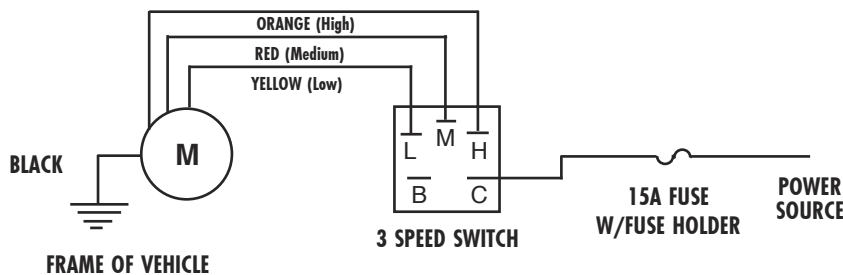 ORANGE (High)
RED (Medium)
YELLOW (Low)
BLACK
M
L
M
H
B
C
3 SPEED SWITCH
15A FUSE
W/FUSE HOLDER
POWER
SOURCE
FRAME OF VEHICLE